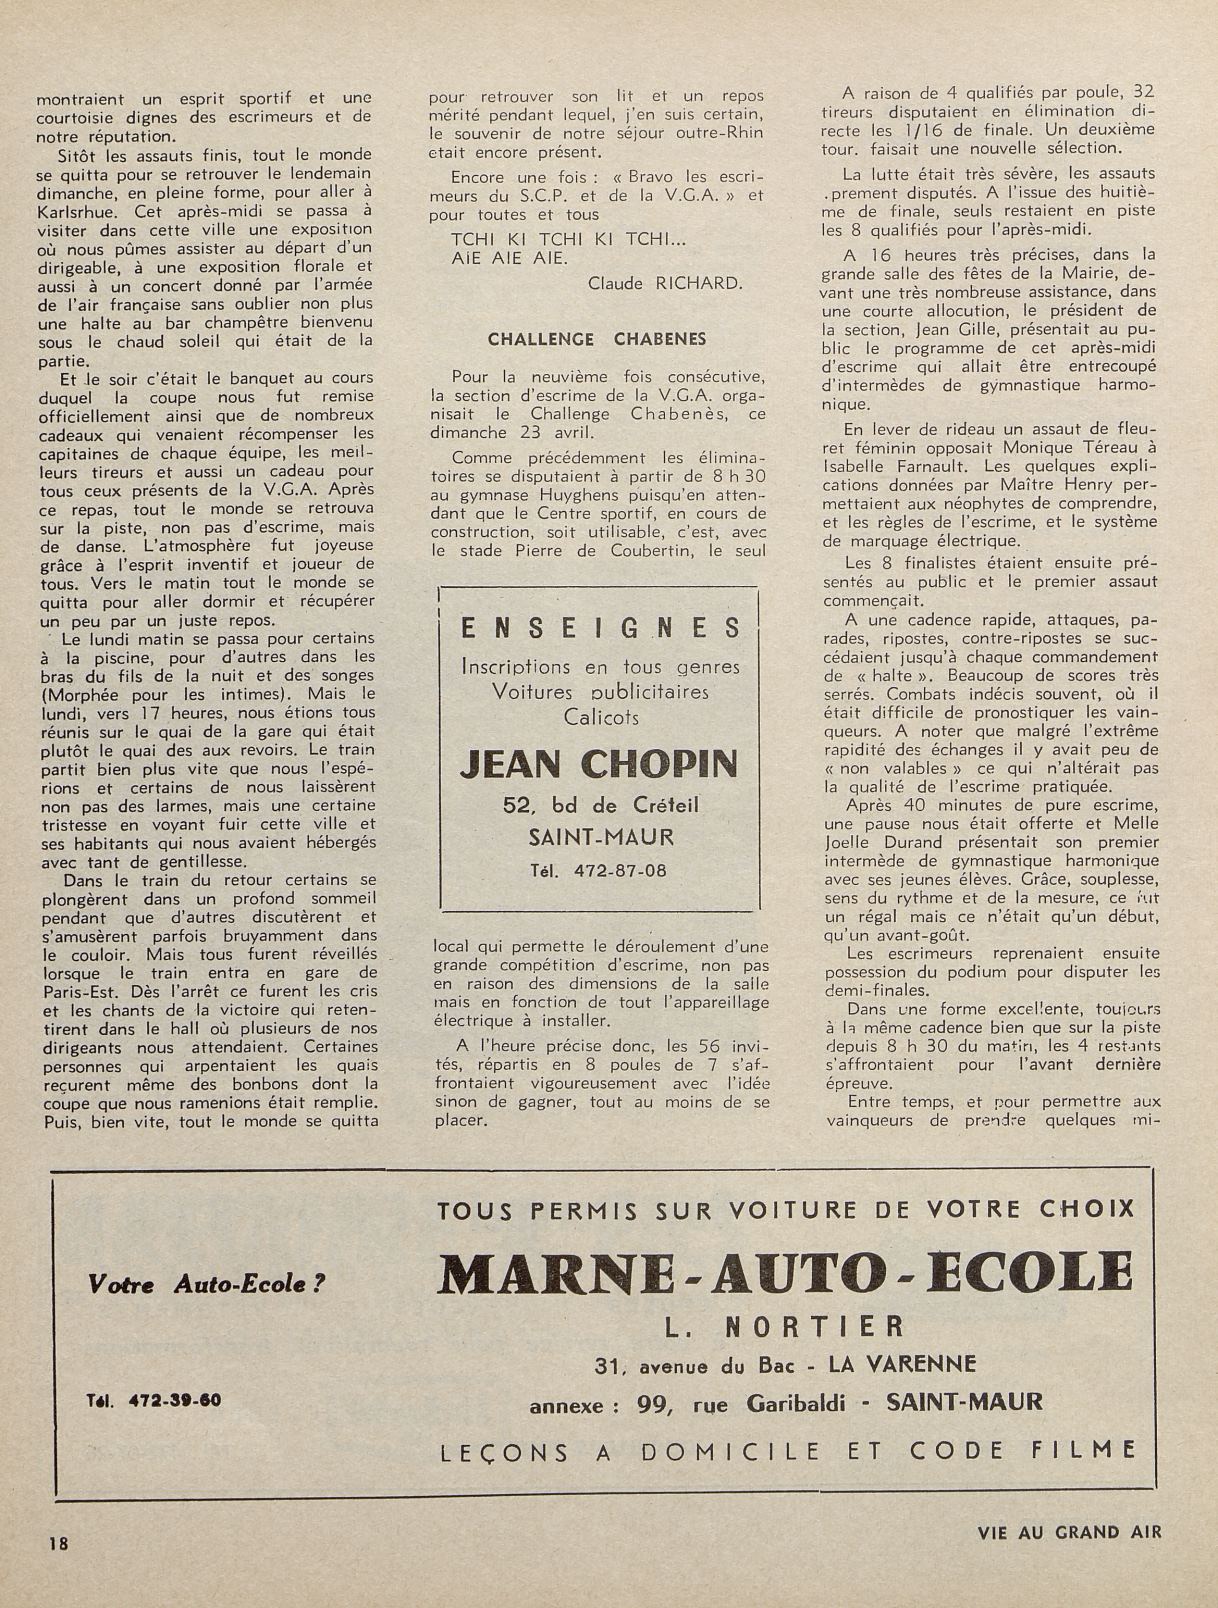 montraient un esprit sportif et une
courtoisie dignes des escrimeurs et de
notre réputation.
Sitôt les assauts finis, tout le monde
se quitta pour se retrouver le lendemain
dimanche, en pleine forme, pour aller à
Karlsrhue. Cet après-midi se passa à
visiter dans cette ville une exposition
où nous pûmes assister au départ d'un
dirigeable, à une exposition florale et
aussi à un concert donné par l'armée
de l'air française sans oublier non plus
une halte au bar champêtre bienvenu
sous le chaud soleil qui était de la
partie.
Et le soir c'était le banquet au cours
duquel la coupe nous fut remise
officiellement ainsi que de nombreux
cadeaux qui venaient récompenser les
capitaines de chaque équipe, les meil-
leurs tireurs et aussi un cadeau pour
tous ceux présents de la V.G.A. Après
ce repas, tout le monde se retrouva
sur la piste, non pas d'escrime, mais
de danse. L'atmosphère fut joyeuse
grâce à l'esprit inventif et joueur de
tous. Vers le matin tout le monde se
quitta pour aller dormir et récupérer
un peu par un juste repos.
Le lundi matin se passa pour certains
à la piscine, pour d'autres dans les
bras du fils de la nuit et des songes
(Morphée pour les intimes). Mais le
lundi, vers 17 heures, nous étions tous
réunis sur le quai de la gare qui était
plutôt le quai des aux revoirs. Le train
partit bien plus vite que nous l'espé-
rions et certains de nous laissèrent
non pas des larmes, mais une certaine
tristesse en voyant fuir cette ville et
ses habitants qui nous avaient hébergés
avec tant de gentillesse.
Dans le train du retour certains se
plongèrent dans un profond sommeil
pendant que d'autres discutèrent et
s'amusèrent parfois bruyamment dans
le couloir. Mais tous furent réveillés
lorsque le train entra en gare de
Paris-Est. Dès l'arrêt ce furent les cris
et les chants de la victoire qui reten-
tirent dans le hall où plusieurs de nos
dirigeants nous attendaient. Certaines
personnes qui arpentaient les quais
reçurent même des bonbons dont la
coupe que nous ramenions était remplie.
Puis, bien vite, tout le monde se quitta
pour retrouver son lit et un repos
mérité pendant lequel, j'en suis certain,
le souvenir de notre séjour outre-Rhin
etait encore présent.
Encore une fois : « Bravo les escri-
meurs du S.C.P. et de la V.G.A. » et
pour toutes et tous
TCHI KI TCHI KI TCHI...
AIE AIE AIE.
Claude RICHARD.
CHALLENGE CHABENES
Pour la neuvième fois consécutive,
la section d'escrime de la V.G.A. orga-
nisait le Challenge Chabenès, ce
dimanche 23 avril.
Comme précédemment les élimina-
toires se disputaient à partir de 8 h 30
au gymnase Huyghens puisqu'en atten-
dant que le Centre sportif, en cours de
construction, soit utilisable, c'est, avec
le stade Pierre de Coubertin, le seul
ENSEIGNES
Inscriptions en tous genres
Voitures publicitaires
Calicots
JEAN CHOPIN
52, bd de Créteil
SAINT-MAUR
Tél. 472-87-08
local qui permette le déroulement d'une
grande compétition d'escrime, non pas
en raison des dimensions de la salle
mais en fonction de tout l'appareillage
électrique à installer.
A l'heure précise donc, les 56 invi-
tés, répartis en 8 poules de 7 s'af-
frontaient vigoureusement avec l'idée
sinon de gagner, tout au moins de se
placer.
A raison de 4 qualifiés par poule, 32
tireurs disputaient en élimination di-
recte les 1/16 de finale. Un deuxième
tour. faisait une nouvelle sélection.
La lutte était très sévère, les assauts
.prement disputés. A l'issue des huitiè-
me de finale, seuls restaient en piste
les 8 qualifiés pour l'après-midi.
A 16 heures très précises, dans la
grande salle des fêtes de la Mairie, de-
vant une très nombreuse assistance, dans
une courte allocution, le président de
la section, Jean Gille, présentait au pu-
blic le programme de cet après-midi
d'escrime qui allait être entrecoupé
d'intermèdes de gymnastique harmo-
nique.
En lever de rideau un assaut de fleu-
ret féminin opposait Monique Téreau à
Isabelle Farnault. Les quelques expli-
cations données par Maître Henry per-
mettaient aux néophytes de comprendre,
et les règles de l'escrime, et le système
de marquage électrique.
Les 8 finalistes étaient ensuite pré-
sentés au public et le premier assaut
commençait.
A une cadence rapide, attaques, pa-
rades, ripostes, contre-ripostes se suc-
cédaient jusqu'à chaque commandement
de « halte ». Beaucoup de scores très
serrés. Combats indécis souvent, où il
était difficile de pronostiquer les vain-
queurs. A noter que malgré l'extrême
rapidité des échanges il y avait peu de
« non valables » ce qui n'altérait pas
la qualité de l'escrime pratiquée.
Après 40 minutes de pure escrime,
une pause nous était offerte et Melle
Joelle Durand présentait son premier
intermède de gymnastique harmonique
avec ses jeunes élèves. Grâce, souplesse,
sens du rythme et de la mesure, ce fut
un régal mais ce n'était qu'un début,
qu'un avant-goût.
Les escrimeurs reprenaient ensuite
possession du podium pour disputer les
demi-finales.
Dans une forme excellente, toujours
à la même cadence bien que sur la piste
depuis 8 h 30 du matin, les 4 restants
s'affrontaient pour l'avant dernière
épreuve.
Entre temps, et pour permettre aux
vainqueurs de prendre quelques mi-
TOUS PERMIS SUR VOITURE DE VOTRE CHOIX
Votre Auto-Ecole ?
MARNE-AUTO-ECOLE
L. NORTIER
31, avenue du Bac - LA VARENNE
Tél. 472-39-60
annexe : 99, rue Garibaldi - SAINT-MAUR
LEÇONS A DOMICILE ET CODE FILME
18
VIE AU GRAND AIR